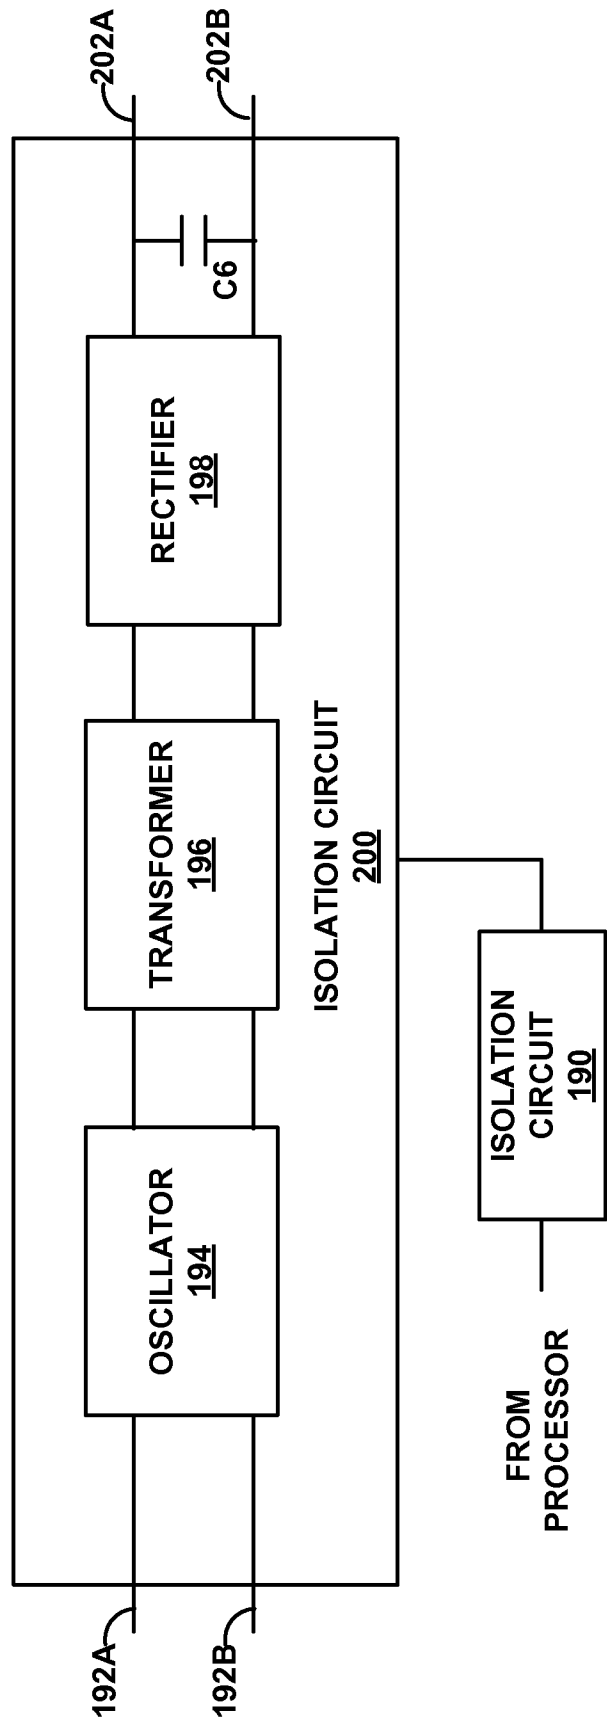 192A
192B
OSCILLATOR
194
TRANSFORMER
196
RECTIFIER
198
C6
202A
202B
ISOLATION CIRCUIT
200
FROM
PROCESSOR
ISOLATION
CIRCUIT
190